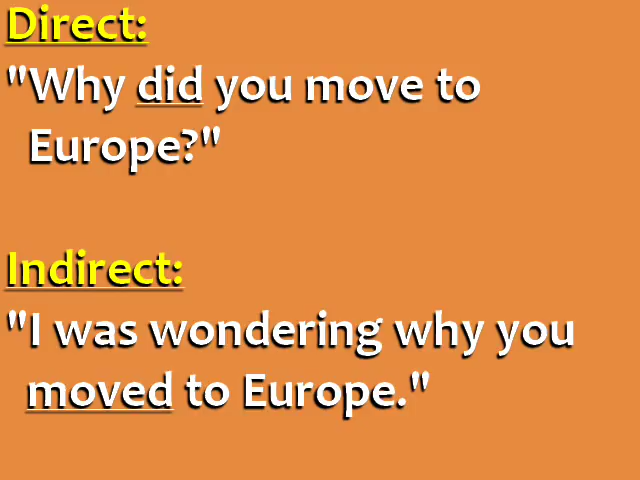 Direct:
"Why did you move to
Europe?"
Indirect:
"I was wondering why you
moved to Europe."